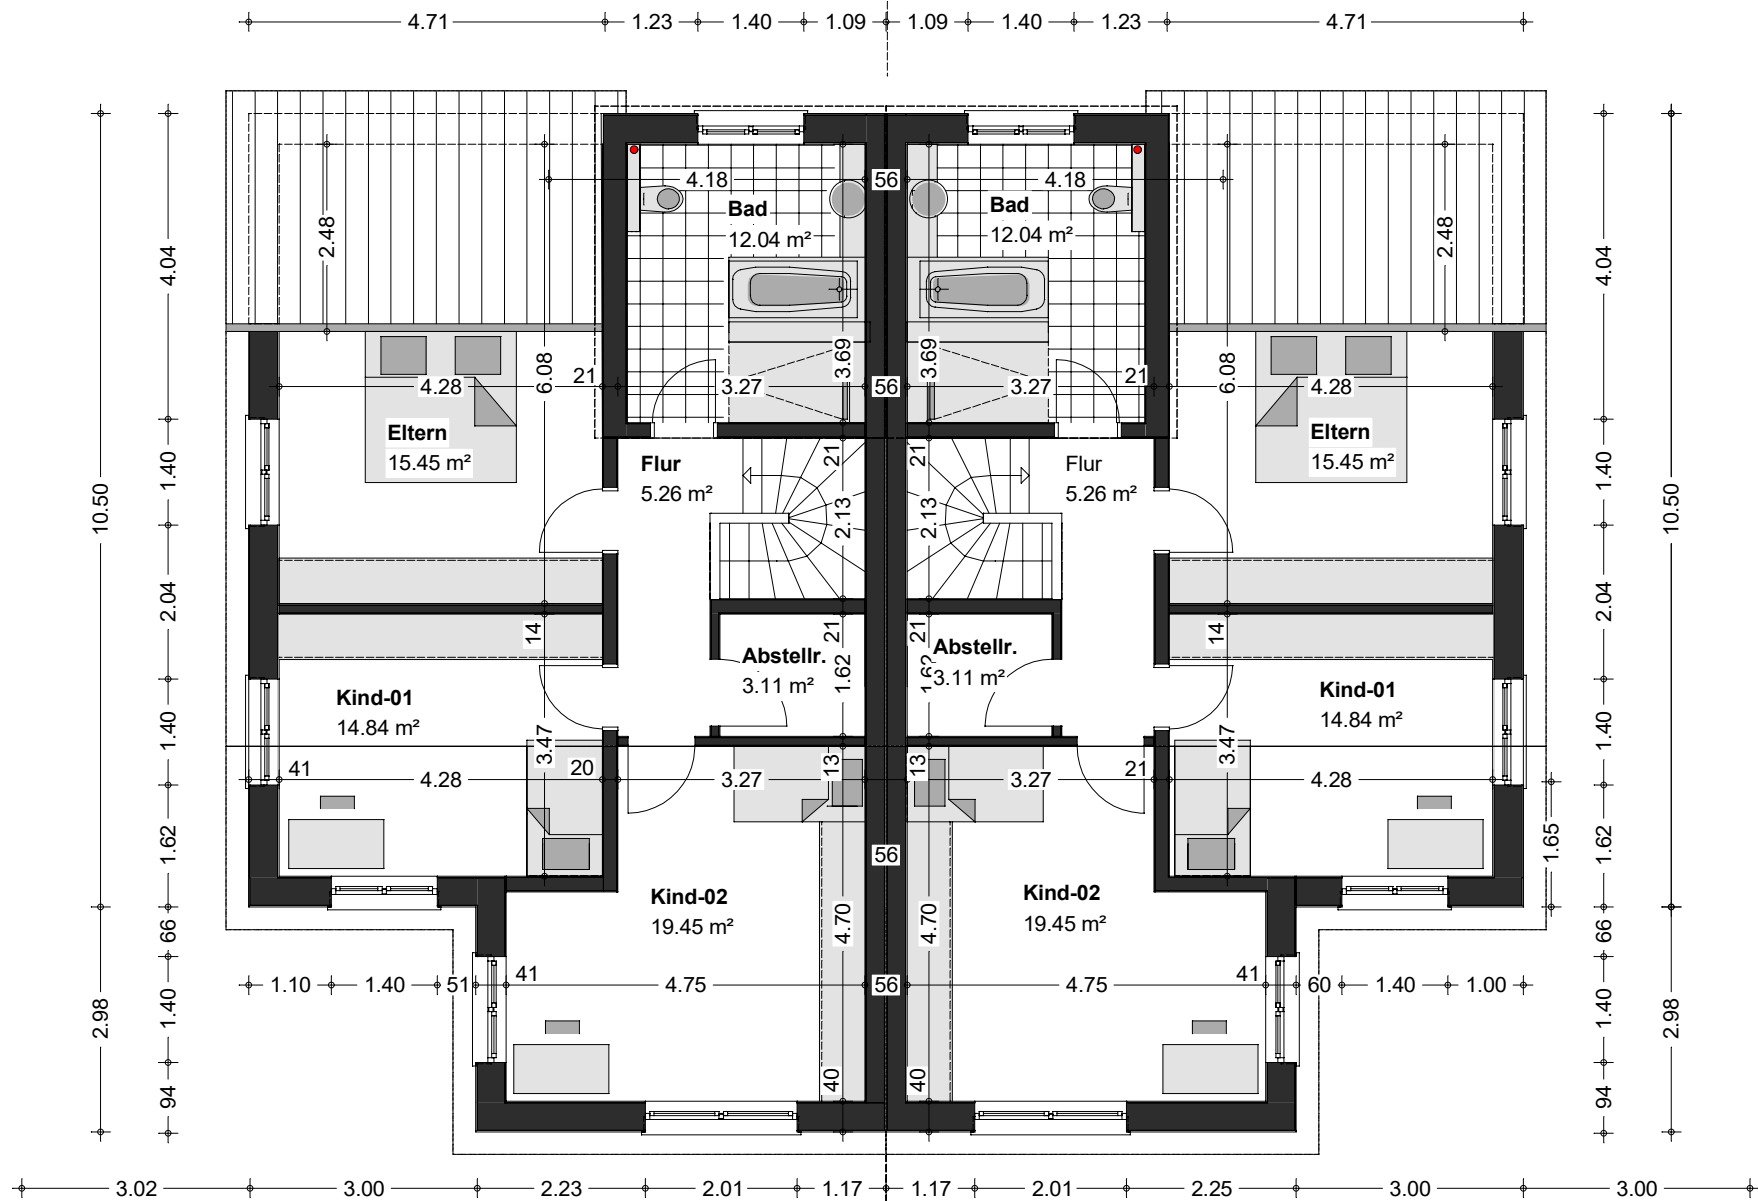 4.71 1.23 1.40 1.09 1.09 1.40 1.23 4.71
4.18 56 4.18
Bad
12.04 m²
Bad
12.04 m²
2.48
2.48
4.04
4.04
3.69
3.69
6.08
6.08
4.28 21 3.27 56 3.27 21 4.28
Eltern
15.45 m²
Eltern
15.45 m²
Flur
5.26 m²
Flur
5.26 m²
21
21
1.40
1.40
10.50
10.50
2.13
2.13
2.04
2.04
14
14
21
21
Abstellr.
3.11 m²
Abstellr.
3.11 m²
1.62
1.62
Kind-01
14.84 m²
Kind-01
14.84 m²
1.40
1.40
3.47
3.47
13
13
41 4.28 20 3.27 3.27 21 4.28
1.62
1.65
1.62
56
Kind-02
19.45 m²
Kind-02
19.45 m²
66
4.70
4.70
66
1.10 1.40 51 41 4.75 56 4.75 41 60 1.40 1.00
2.98
1.40
1.40
2.98
94
40
40
94
3.02 3.00 2.23 2.01 1.17 1.17 2.01 2.25 3.00 3.00